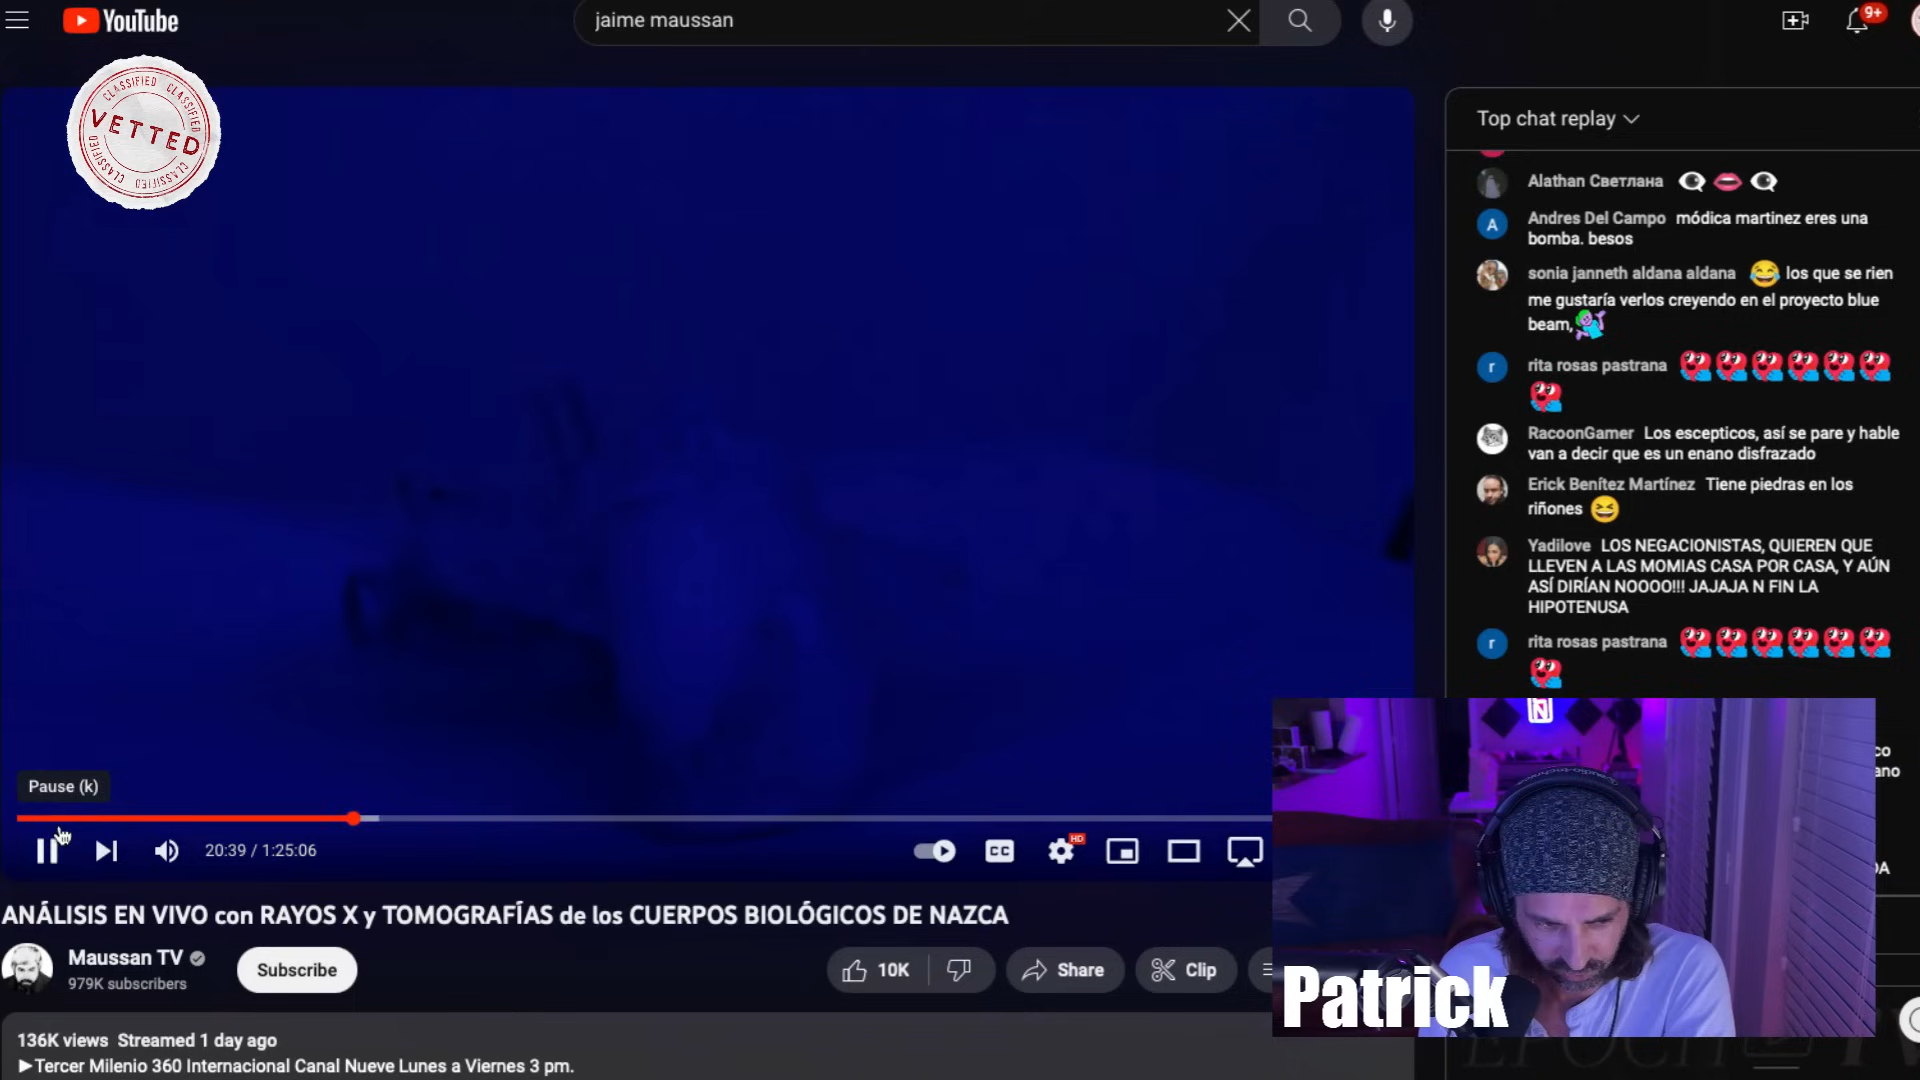 YouTube
jaime maussan
9+
CLASSIFIED CLASSIFIED
VETTED
CLASSIFIED CLASSIFIED
Top chat replay
Alathan Светлана
Andres Del Campo módica martinez eres una
bomba. besos
sonia janneth aldana aldana 😂 los que se rien
me gustaría verlos creyendo en el proyecto blue
beam,
rita rosas pastrana
RacoonGamer Los escepticos, así se pare y hable
van a decir que es un enano disfrazado
Erick Benítez Martínez Tiene piedras en los
riñones 😆
Yadilove LOS NEGACIONISTAS, QUIEREN QUE
LLEVEN A LAS MOMIAS CASA POR CASA, Y AÚN
ASÍ DIRÍAN NOOOO!!! JAJAJA N FIN LA
HIPOTENUSA
rita rosas pastrana
Pause (k)
20:39 / 1:25:06
CC
HD
ANÁLISIS EN VIVO con RAYOS X y TOMOGRAFÍAS de los CUERPOS BIOLÓGICOS DE NAZCA
Maussan TV
979K subscribers
Subscribe
10K
Share
Clip
Patrick
136K views Streamed 1 day ago
▶Tercer Milenio 360 Internacional Canal Nueve Lunes a Viernes 3 pm.
EPOCH TV